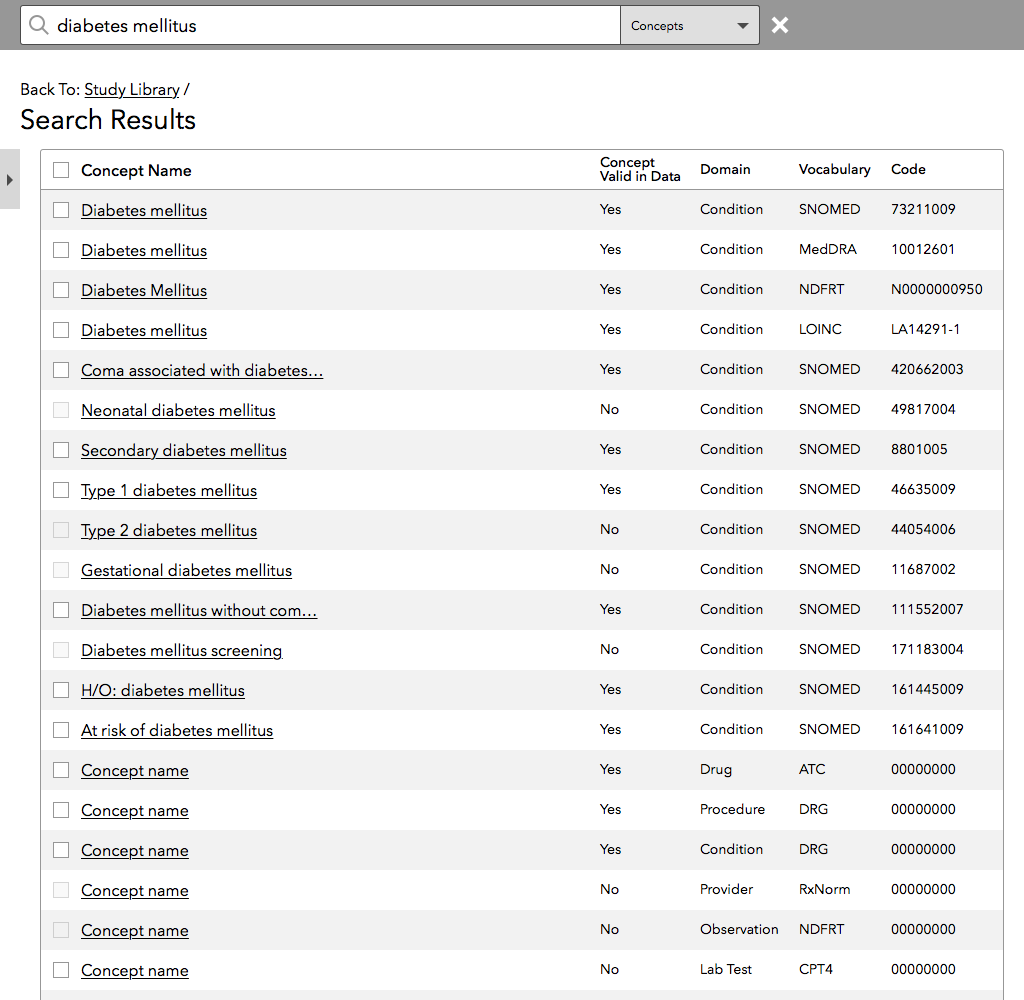 diabetes mellitus Concepts
Back To: Study Library /
Search Results
Concept Name Concept Valid in Data Domain Vocabulary Code
Diabetes mellitus Yes Condition SNOMED 73211009
Diabetes mellitus Yes Condition MedDRA 10012601
Diabetes Mellitus Yes Condition NDFRT N0000000950
Diabetes mellitus Yes Condition LOINC LA14291-1
Coma associated with diabetes... Yes Condition SNOMED 420662003
Neonatal diabetes mellitus No Condition SNOMED 49817004
Secondary diabetes mellitus Yes Condition SNOMED 8801005
Type 1 diabetes mellitus Yes Condition SNOMED 46635009
Type 2 diabetes mellitus No Condition SNOMED 44054006
Gestational diabetes mellitus No Condition SNOMED 11687002
Diabetes mellitus without com... Yes Condition SNOMED 111552007
Diabetes mellitus screening No Condition SNOMED 171183004
H/O: diabetes mellitus Yes Condition SNOMED 161445009
At risk of diabetes mellitus Yes Condition SNOMED 161641009
Concept name Yes Drug ATC 00000000
Concept name Yes Procedure DRG 00000000
Concept name Yes Condition DRG 00000000
Concept name No Provider RxNorm 00000000
Concept name No Observation NDFRT 00000000
Concept name No Lab Test CPT4 00000000